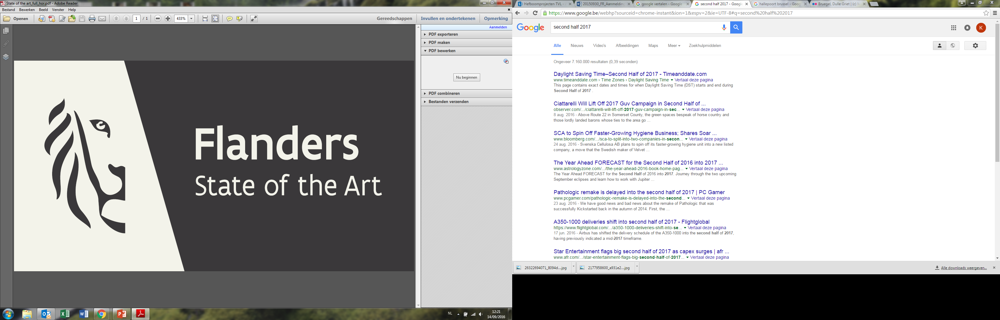 State of the art_full_hor.pdf - Adobe Reader
Bestand Bewerken Beeld Venster Help
Openen 1 / 1 433% Gereedschappen Invullen en ondertekenen Opmerking
Aanmelden
PDF exporteren
PDF maken
PDF bewerken
Nu beginnen
PDF combineren
Bestanden verzenden
Flanders
State of the Art
NL 12:21
14/09/2016
Hefboomprojecten TVL - 20150930_FR_Aanmelding google vertalen - Google second half 2017 - Google hallepoort brussel - Goog Bruegel, Dulle Griet | (c)
https://www.google.be/webhp?sourceid=chrome-instant&ion=1&espv=2&ie=UTF-8#q=second%20half%202017
Google second half 2017 K
Alle Nieuws Video's Afbeeldingen Maps Meer Zoekhulpmiddelen
Ongeveer 7.160.000 resultaten (0,39 seconden)
Daylight Saving Time–Second Half of 2017 - Timeanddate.com
www.timeanddate.com › Time Zones › Daylight Saving Time Vertaal deze pagina
This page contains exact dates and times for when Daylight Saving Time (DST) starts and end during
Second Half of 2017 .
Ciattarelli Will Lift Off 2017 Guv Campaign in Second Half of ...
observer.com/.../ciattarelli-will-lift-off-2017-guv-campaign-in-sec... Vertaal deze pagina
8 aug. 2016 - Above Route 22 in Somerset County, the green spaces bespeak of horse country and
those lordly landed barons whose ties to the area go ...
SCA to Spin Off Faster-Growing Hygiene Business; Shares Soar ...
www.bloomberg.com/.../sca-to-split-into-two-companies-in-secon... Vertaal deze pagina
24 aug. 2016 - Svenska Cellulosa AB plans to spin off its faster-growing hygiene unit into a new listed
company, a move that the Swedish maker of Velvet ...
The Year Ahead FORECAST for the Second Half of 2016 into 2017 ...
www.astrologyzone.com/.../the-year-ahead-2016-book-home-pag... Vertaal deze pagina
The Year Ahead FORECAST for the Second Half of 2016 into 2017. Journey through the two upcoming
September eclipses and learn how to work with Jupiter ...
Pathologic remake is delayed into the second half of 2017 | PC Gamer
www.pcgamer.com/pathologic-remake-is-delayed-into-the-second... Vertaal deze pagina
23 aug. 2016 - We have good news and bad news about the remake of Pathologic that was
successfully Kickstarted back in the autumn of 2014. First, the ...
A350-1000 deliveries shift into second half of 2017 - Flightglobal
https://www.flightglobal.com/.../a350-1000-deliveries-shift-into-se... Vertaal deze pagina
17 jun. 2016 - Airbus has shifted the delivery schedule of the A350-1000 into the second half of 2017,
having previously indicated a mid-2017 timeframe.
Star Entertainment flags big second half of 2017 as capex surges | afr ...
www.afr.com/.../star-entertainment-flags-big-second-half-of-2017... Vertaal deze pagina
26322694071_8094d....jpg 2177958600_a931e2....jpg Alle downloads weergeven...